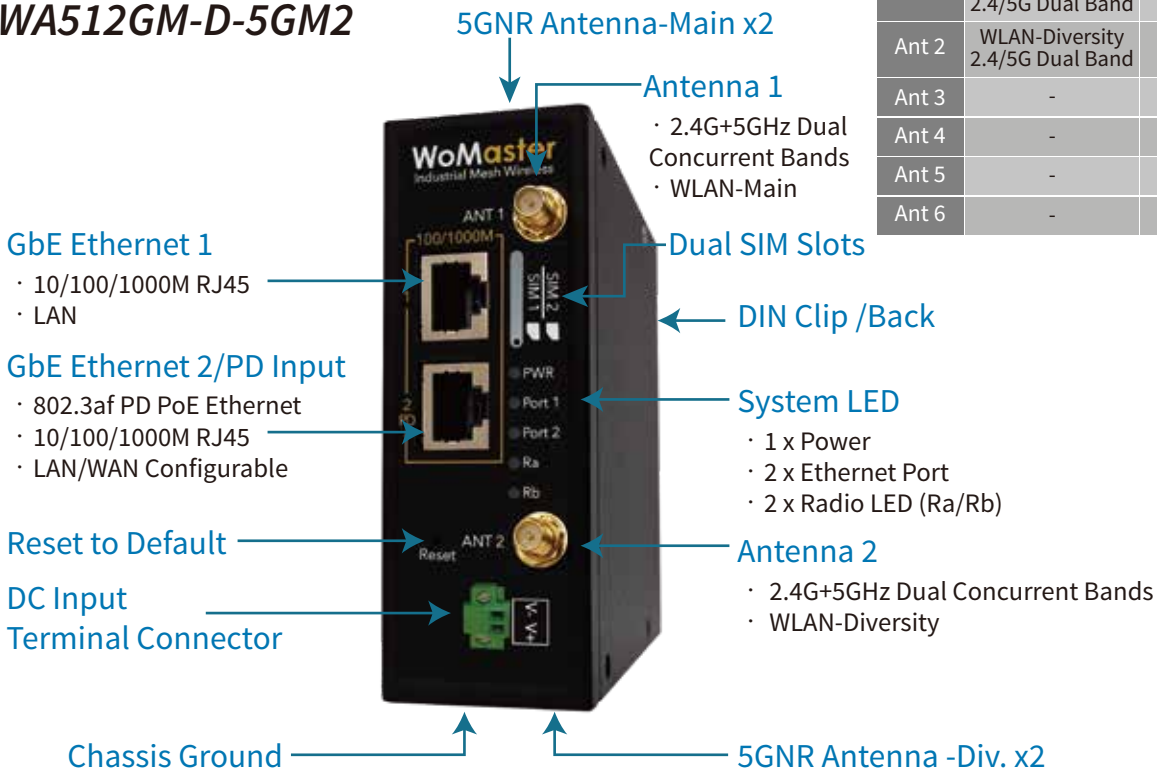 WA512GM-D-5GM2
5GNR Antenna-Main x2
2.4/5G Dual Band
Ant 2 WLAN-Diversity
2.4/5G Dual Band
Ant 3 -
Ant 4 -
Ant 5 -
Ant 6 -
Antenna 1
· 2.4G+5GHz Dual
Concurrent Bands
· WLAN-Main
WoMaster
Industrial Mesh Wireless
ANT 1
100/1000M
GbE Ethernet 1
· 10/100/1000M RJ45
· LAN
Dual SIM Slots
SIM 2
SIM 1
DIN Clip /Back
GbE Ethernet 2/PD Input
· 802.3af PD PoE Ethernet
· 10/100/1000M RJ45
· LAN/WAN Configurable
2
PD
PWR
Port 1
Port 2
Ra
Rb
System LED
· 1 x Power
· 2 x Ethernet Port
· 2 x Radio LED (Ra/Rb)
Reset to Default
Reset
ANT 2
Antenna 2
· 2.4G+5GHz Dual Concurrent Bands
· WLAN-Diversity
DC Input
Terminal Connector
V- V+
Chassis Ground
5GNR Antenna -Div. x2